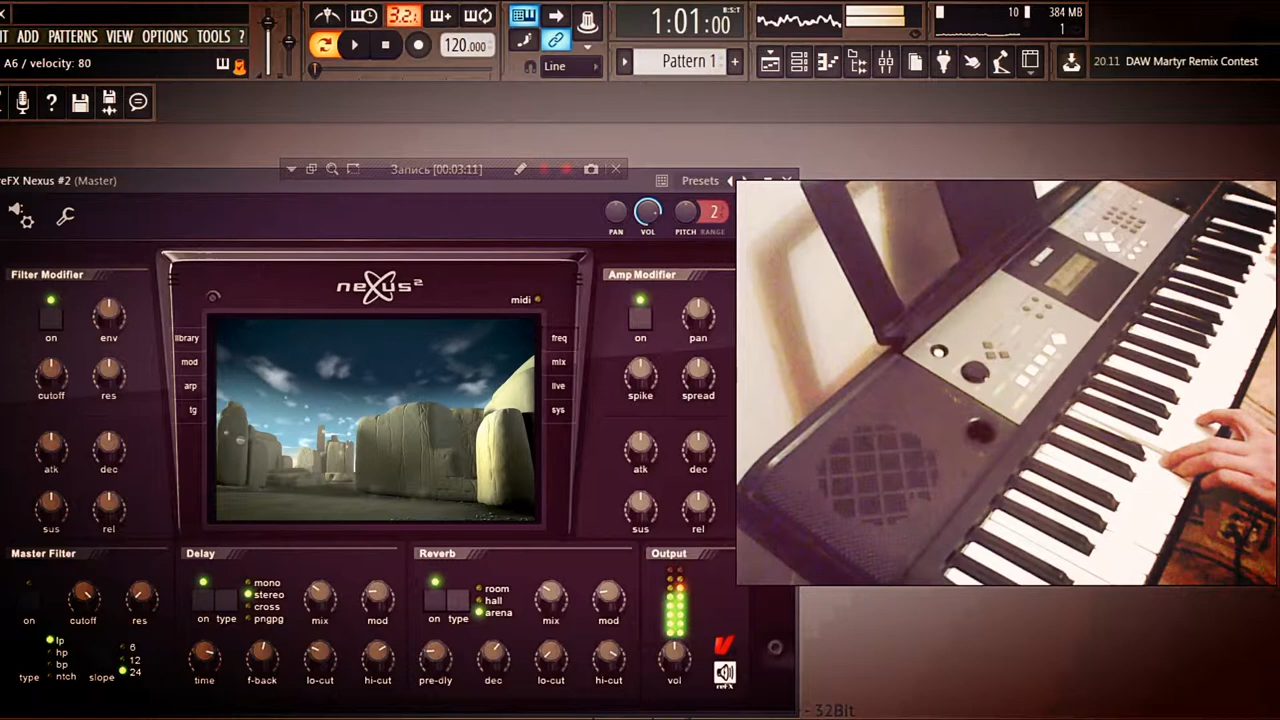 3.2.
120.000
1:01:00
B:S:T
10
384 MB
1
ADD PATTERNS VIEW OPTIONS TOOLS ?
A6 / velocity: 80
Line
Pattern 1
+
20.11 DAW Martyr Remix Contest
?
Запись [00:03:11]
eFX Nexus #2 (Master)
Presets
2
PAN VOL PITCH RANGE
Filter Modifier
Amp Modifier
nexus²
midi
on env
on pan
library
mod
arp
tg
freq
mix
live
sys
cutoff res
spike spread
atk dec
atk dec
sus rel
sus rel
Master Filter
Delay
Reverb
Output
on cutoff res
on type
mono
stereo
cross
pngpg
mix mod
on type
room
hall
arena
mix mod
type
lp
hp
bp
ntch
slope
6
12
24
time f-back lo-cut hi-cut
pre-dly dec lo-cut hi-cut
vol
reFX
- 32Bit